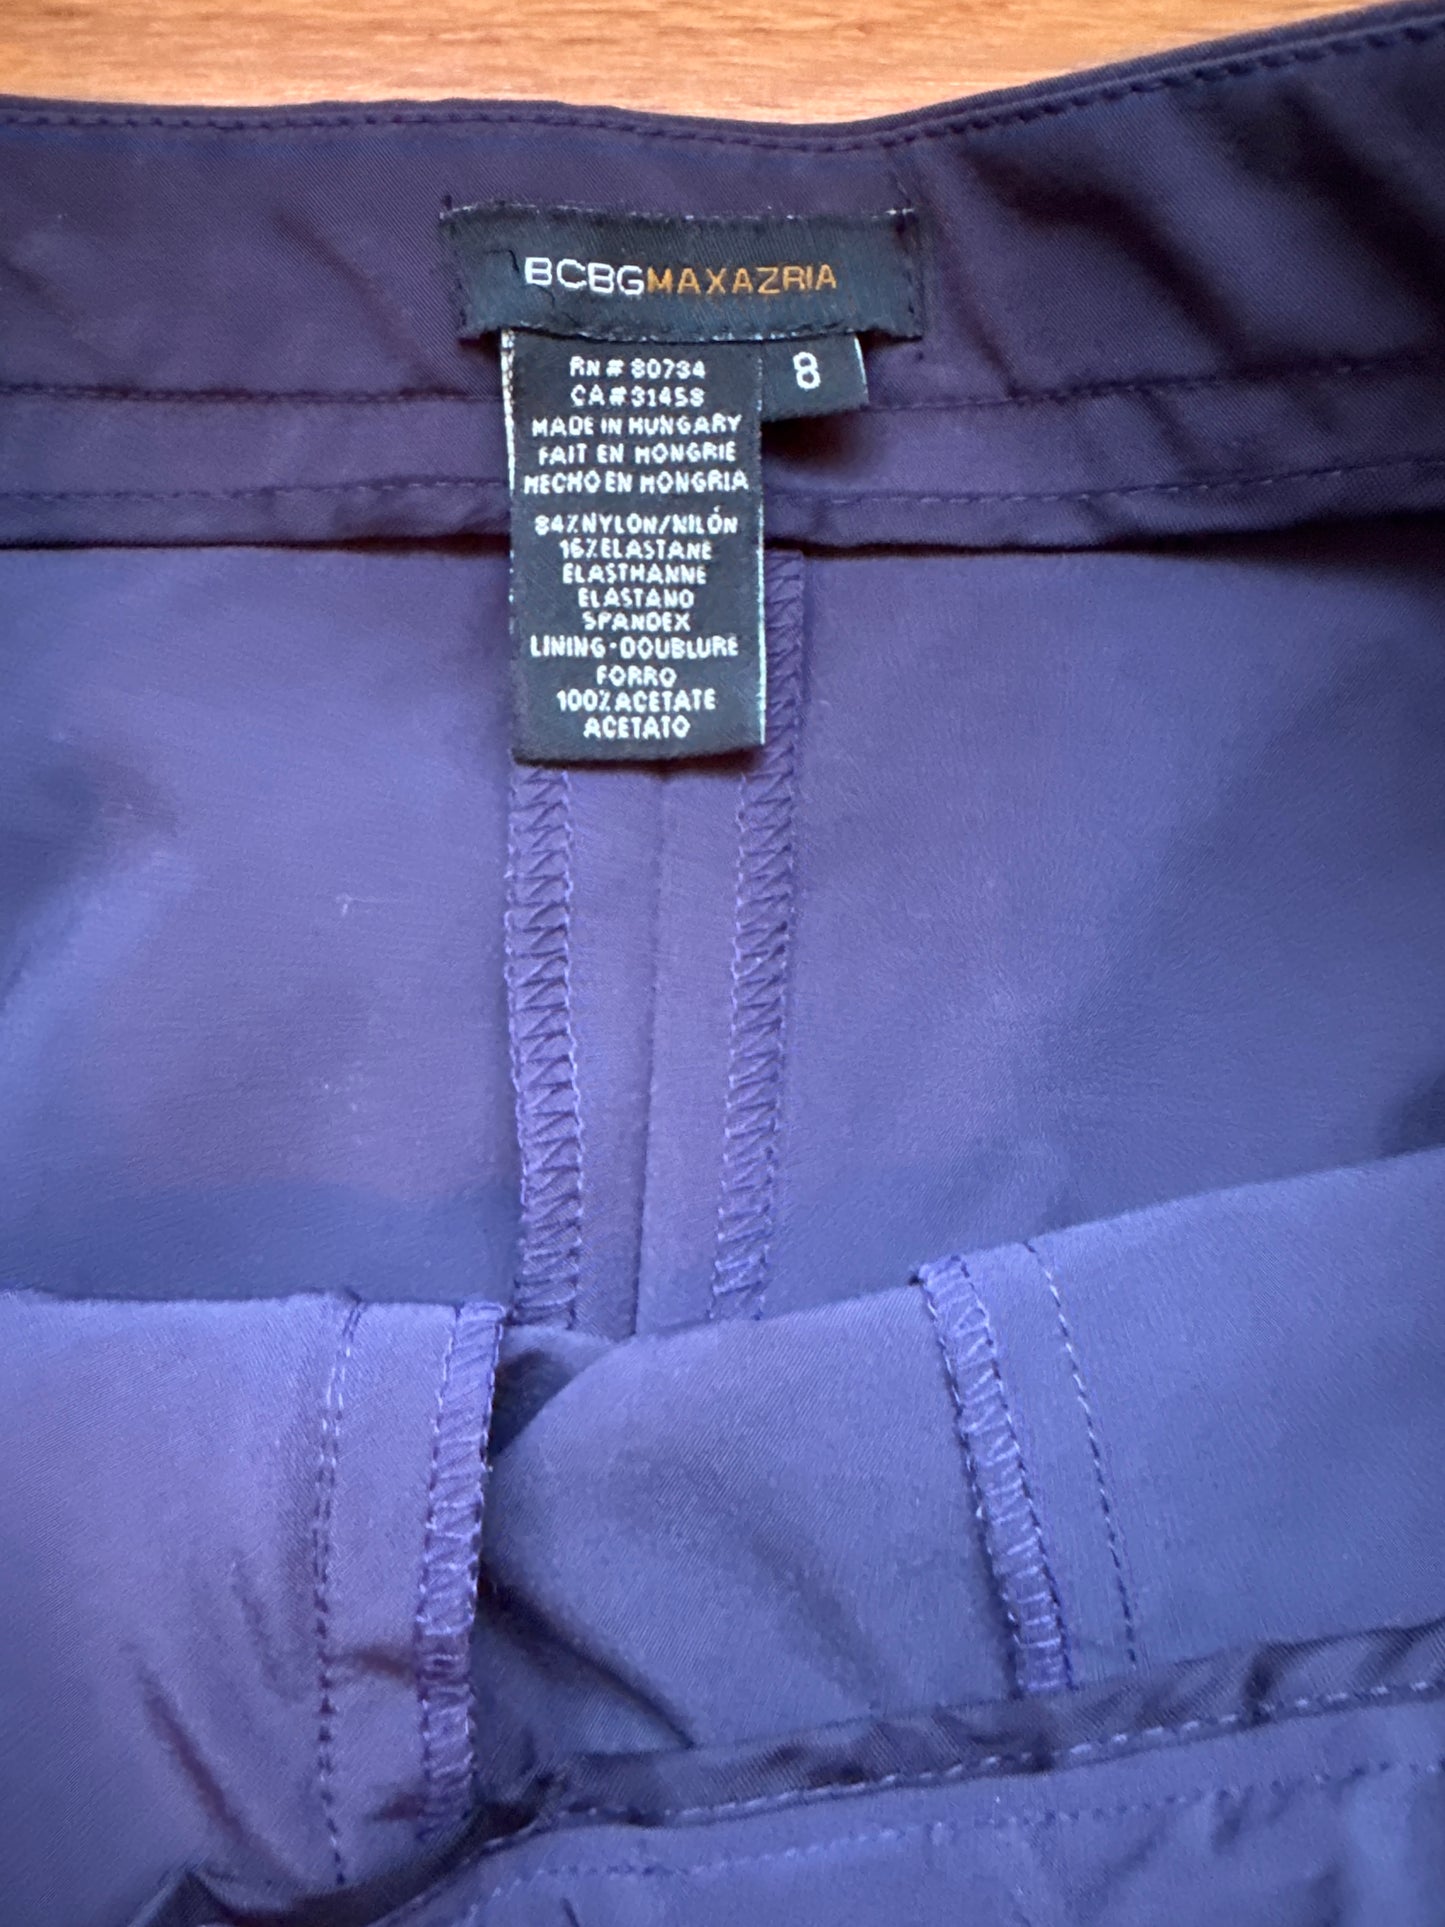 BCBGMAXAZRIA
8
RN # 80734
CA#31458
MADE IN HUNGARY
FAIT EN HONGRIE
HECHO EN HONGRIA
84%NYLON/NILÓN
16%ELASTANE
ELASTHANNE
ELASTANO
SPANDEX
LINING·DOUBLURE
FORRO
100%ACETATE
ACETATO